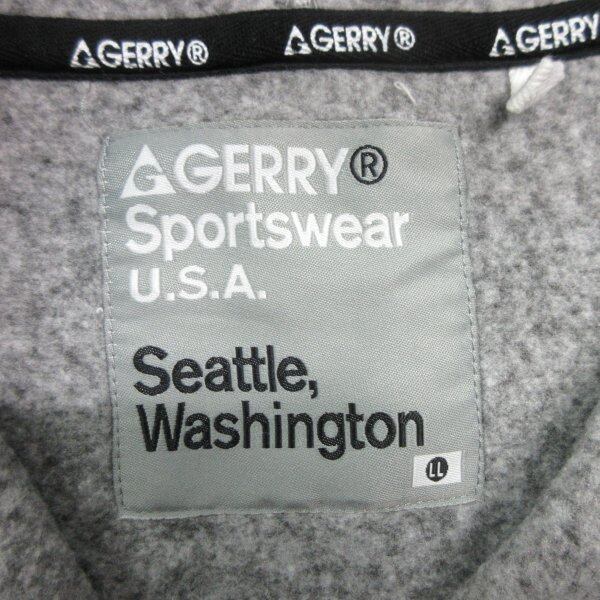 GERRY® GERRY® GERRY
GERRY®
Sportswear
U.S.A.
Seattle,
Washington
LL